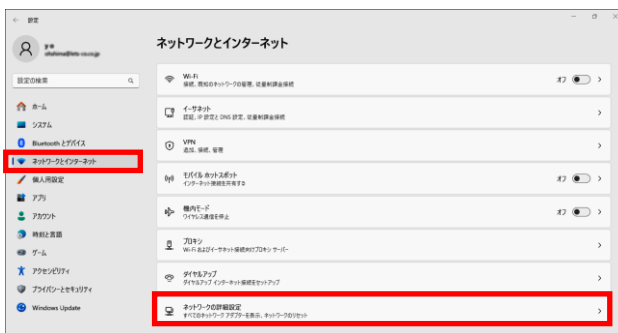 設定
ネットワークとインターネット
設定の検索
ホーム
システム
Bluetooth とデバイス
ネットワークとインターネット
個人用設定
アプリ
アカウント
時刻と言語
ゲーム
アクセシビリティ
プライバシーとセキュリティ
Windows Update
Wi-Fi
接続、既知のネットワークの管理、従量制課金接続
オフ
イーサネット
認証、IP 設定と DNS 設定、従量制課金接続
VPN
追加、接続、管理
モバイル ホットスポット
インターネット接続を共有する
オフ
機内モード
ワイヤレス通信を停止
オフ
プロキシ
Wi-Fi およびイーサネット接続向けプロキシ サーバー
ダイヤルアップ
ダイヤルアップ インターネット接続をセットアップ
ネットワークの詳細設定
すべてのネットワーク アダプターを表示、ネットワークのリセット